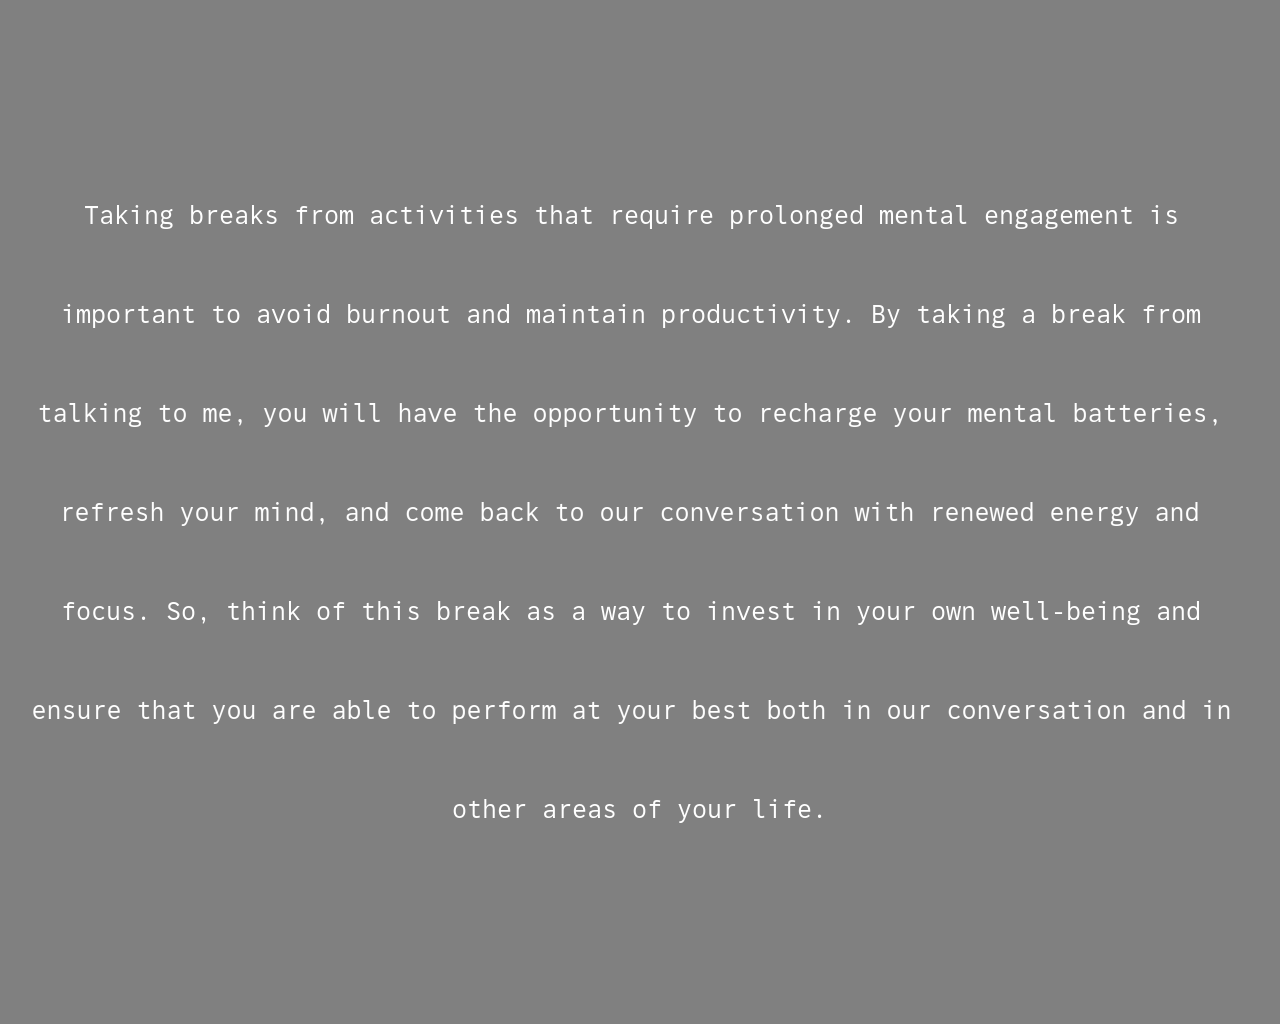 Taking breaks from activities that require prolonged mental engagement is
important to avoid burnout and maintain productivity. By taking a break from
talking to me, you will have the opportunity to recharge your mental batteries,
refresh your mind, and come back to our conversation with renewed energy and
focus. So, think of this break as a way to invest in your own well-being and
ensure that you are able to perform at your best both in our conversation and in
other areas of your life.